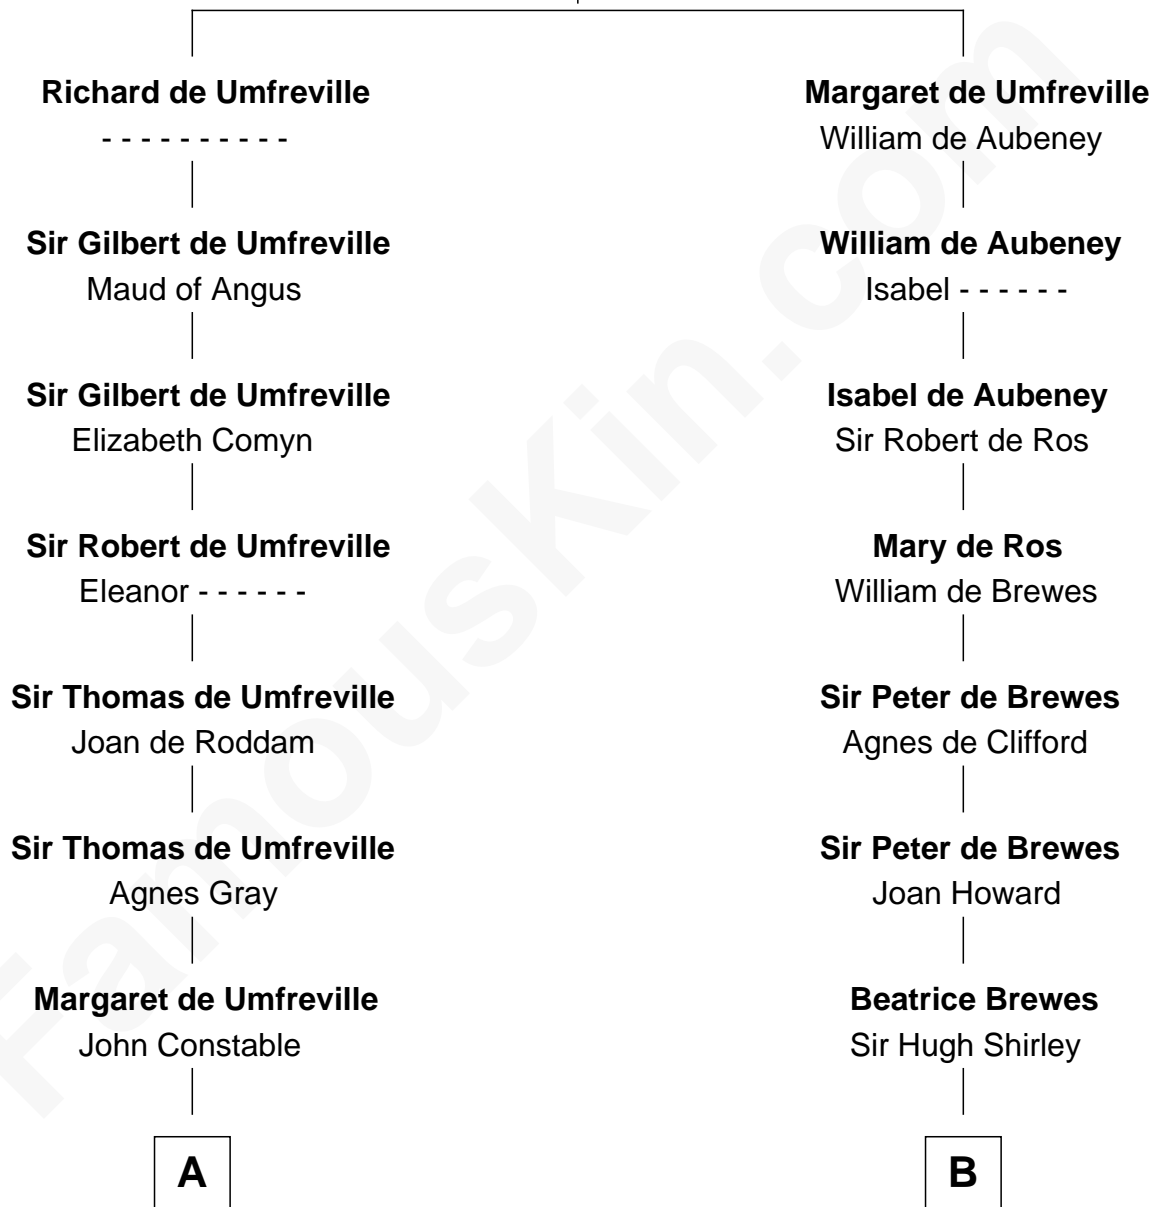 Richard de Umfreville
- - - - - - - - - -
Sir Gilbert de Umfreville
Maud of Angus
Sir Gilbert de Umfreville
Elizabeth Comyn
Sir Robert de Umfreville
Eleanor - - - - - -
Sir Thomas de Umfreville
Joan de Roddam
Sir Thomas de Umfreville
Agnes Gray
Margaret de Umfreville
John Constable
A
Margaret de Umfreville
William de Aubeney
William de Aubeney
Isabel - - - - - -
Isabel de Aubeney
Sir Robert de Ros
Mary de Ros
William de Brewes
Sir Peter de Brewes
Agnes de Clifford
Sir Peter de Brewes
Joan Howard
Beatrice Brewes
Sir Hugh Shirley
B
FamousKin.com